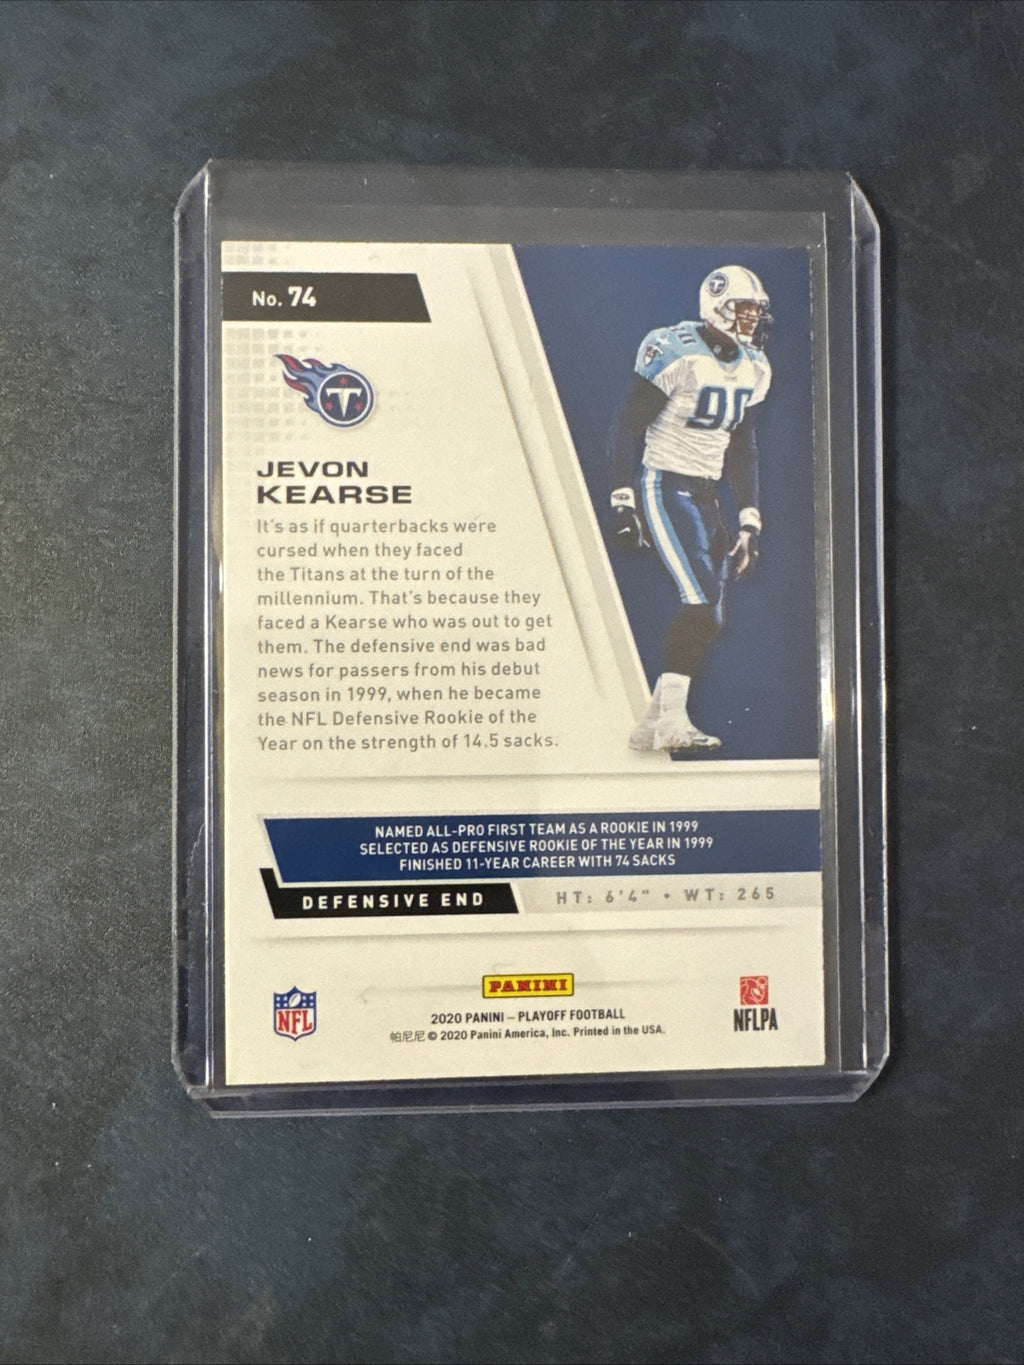 No. 74
T
JEVON
KEARSE
It's as if quarterbacks were
cursed when they faced
the Titans at the turn of the
millennium. That's because they
faced a Kearse who was out to get
them. The defensive end was bad
news for passers from his debut
season in 1999, when he became
the NFL Defensive Rookie of the
Year on the strength of 14.5 sacks.
90
90
NAMED ALL-PRO FIRST TEAM AS A ROOKIE IN 1999
SELECTED AS DEFENSIVE ROOKIE OF THE YEAR IN 1999
FINISHED 11-YEAR CAREER WITH 74 SACKS
DEFENSIVE END
HT: 6'4" • WT: 265
NFL
PANINI
NFLPA
2020 PANINI – PLAYOFF FOOTBALL
帕尼尼 © 2020 Panini America, Inc. Printed in the USA.